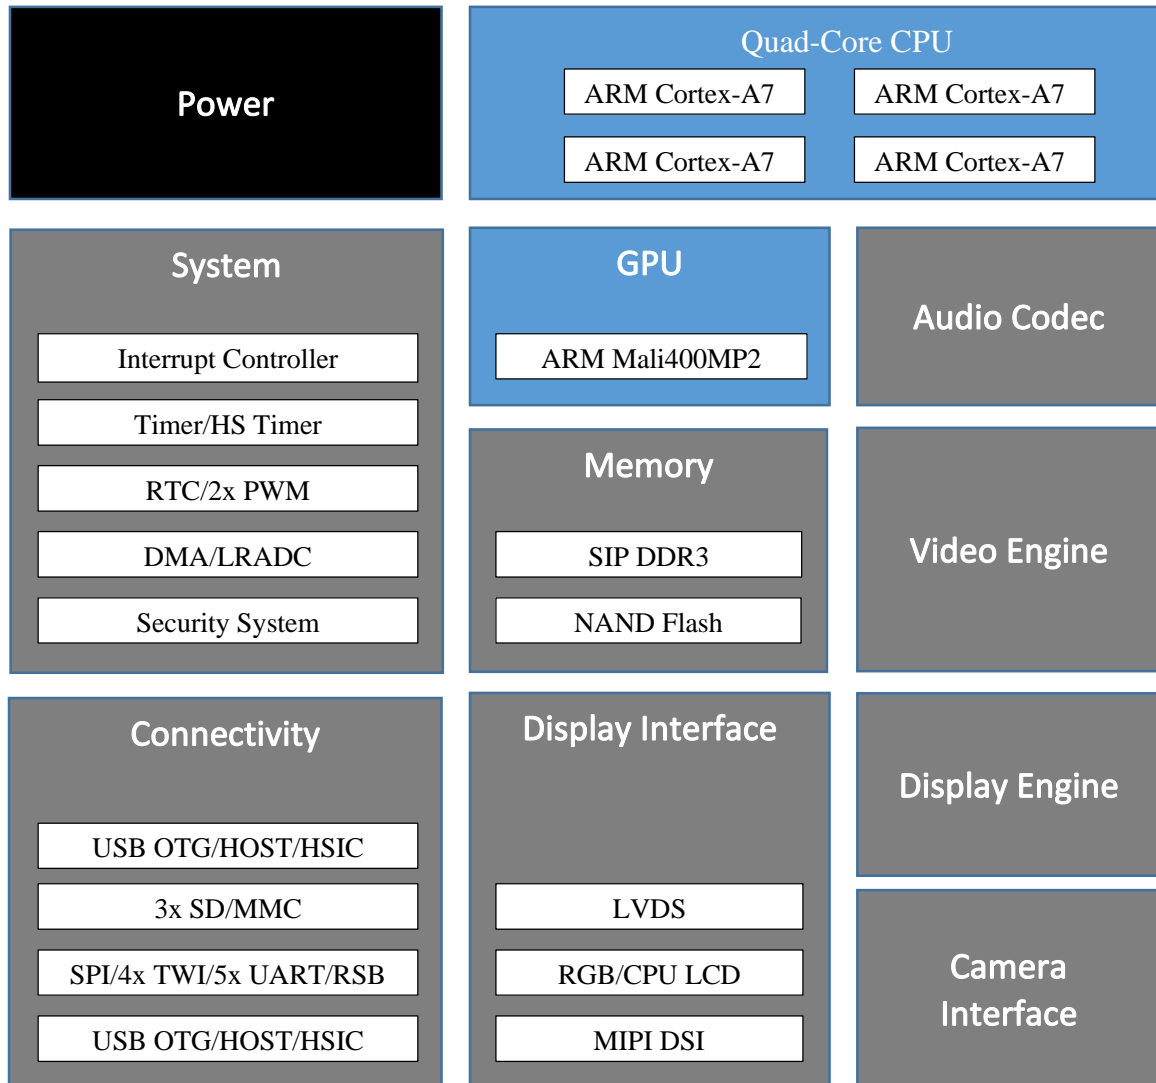 Power
Quad-Core CPU
ARM Cortex-A7
ARM Cortex-A7
ARM Cortex-A7
ARM Cortex-A7
System
Interrupt Controller
Timer/HS Timer
RTC/2x PWM
DMA/LRADC
Security System
GPU
ARM Mali400MP2
Audio Codec
Memory
SIP DDR3
NAND Flash
Video Engine
Connectivity
USB OTG/HOST/HSIC
3x SD/MMC
SPI/4x TWI/5x UART/RSB
USB OTG/HOST/HSIC
Display Interface
LVDS
RGB/CPU LCD
MIPI DSI
Display Engine
Camera
Interface